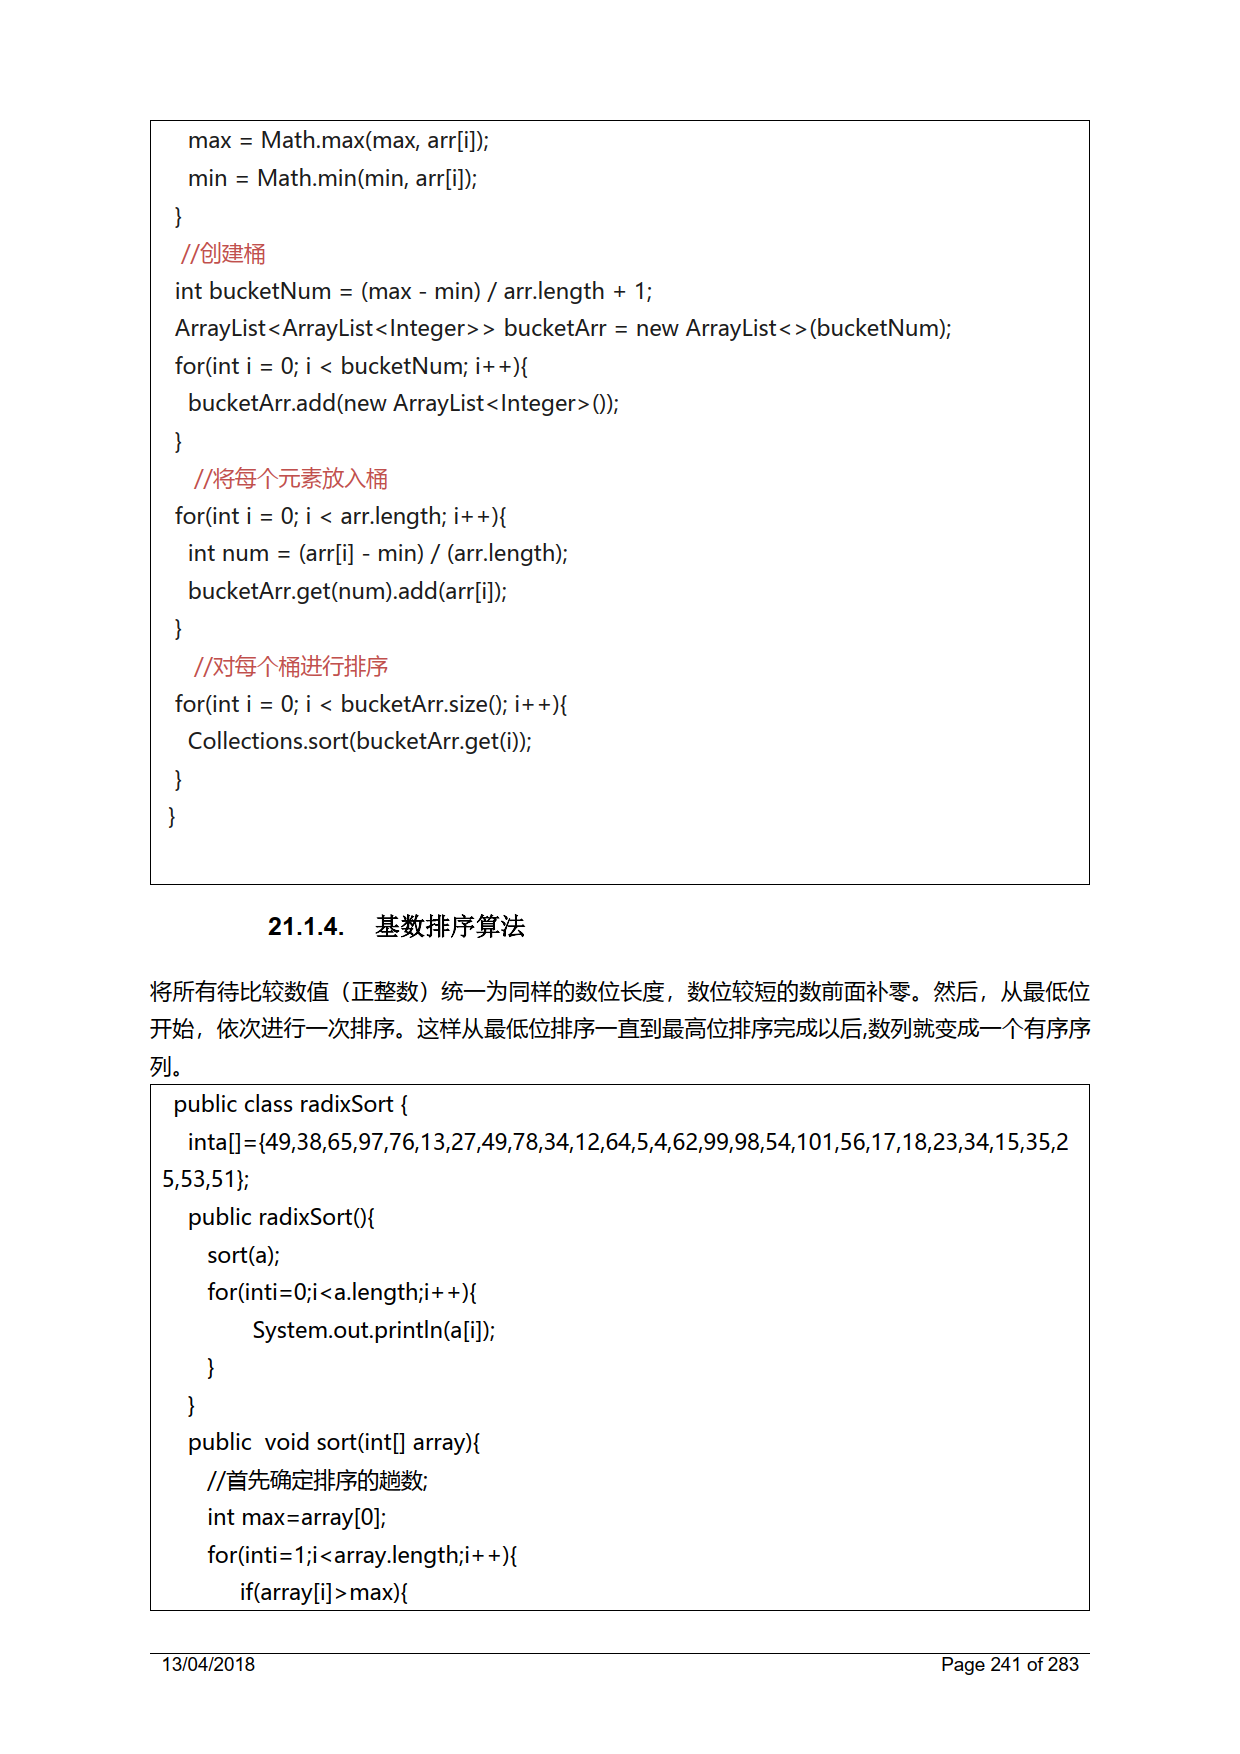 max = Math.max(max, arr[i]);
min = Math.min(min, arr[i]);
}
//创建桶
int bucketNum = (max - min) / arr.length + 1;
ArrayList<ArrayList<Integer>> bucketArr = new ArrayList<>(bucketNum);
for(int i = 0; i < bucketNum; i++){
bucketArr.add(new ArrayList<Integer>());
}
//将每个元素放入桶
for(int i = 0; i < arr.length; i++){
int num = (arr[i] - min) / (arr.length);
bucketArr.get(num).add(arr[i]);
}
//对每个桶进行排序
for(int i = 0; i < bucketArr.size(); i++){
Collections.sort(bucketArr.get(i));
}
}
21.1.4. 基数排序算法
将所有待比较数值（正整数）统一为同样的数位长度，数位较短的数前面补零。然后，从最低位
开始，依次进行一次排序。这样从最低位排序一直到最高位排序完成以后,数列就变成一个有序序
列。
public class radixSort {
inta[]={49,38,65,97,76,13,27,49,78,34,12,64,5,4,62,99,98,54,101,56,17,18,23,34,15,35,2
5,53,51};
public radixSort(){
sort(a);
for(inti=0;i<a.length;i++){
System.out.println(a[i]);
}
}
public  void sort(int[] array){
//首先确定排序的趟数;
int max=array[0];
for(inti=1;i<array.length;i++){
if(array[i]>max){
13/04/2018 Page 241 of 283